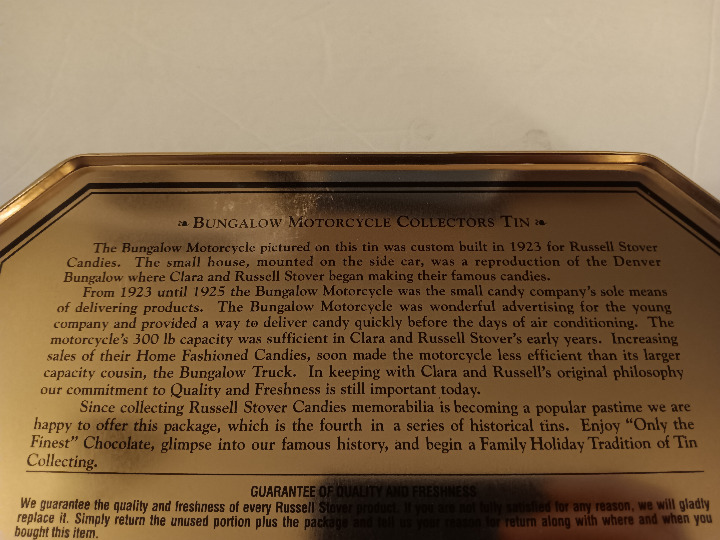 ❧ BUNGALOW MOTORCYCLE COLLECTORS TIN ❧
The Bungalow Motorcycle pictured on this tin was custom built in 1923 for Russell Stover
Candies. The small house, mounted on the side car, was a reproduction of the Denver
Bungalow where Clara and Russell Stover began making their famous candies.
From 1923 until 1925 the Bungalow Motorcycle was the small candy company's sole means
of delivering products. The Bungalow Motorcycle was wonderful advertising for the young
company and provided a way to deliver candy quickly before the days of air conditioning. The
motorcycle's 300 lb capacity was sufficient in Clara and Russell Stover's early years. Increasing
sales of their Home Fashioned Candies, soon made the motorcycle less efficient than its larger
capacity cousin, the Bungalow Truck. In keeping with Clara and Russell's original philosophy
our commitment to Quality and Freshness is still important today.
Since collecting Russell Stover Candies memorabilia is becoming a popular pastime we are
happy to offer this package, which is the fourth in a series of historical tins. Enjoy "Only the
Finest" Chocolate, glimpse into our famous history, and begin a Family Holiday Tradition of Tin
Collecting.
GUARANTEE OF QUALITY AND FRESHNESS
We guarantee the quality and freshness of every Russell Stover product. If you are not fully satisfied for any reason, we will gladly
replace it. Simply return the unused portion plus the package and tell us your reason for return along with where and when you
bought this item.